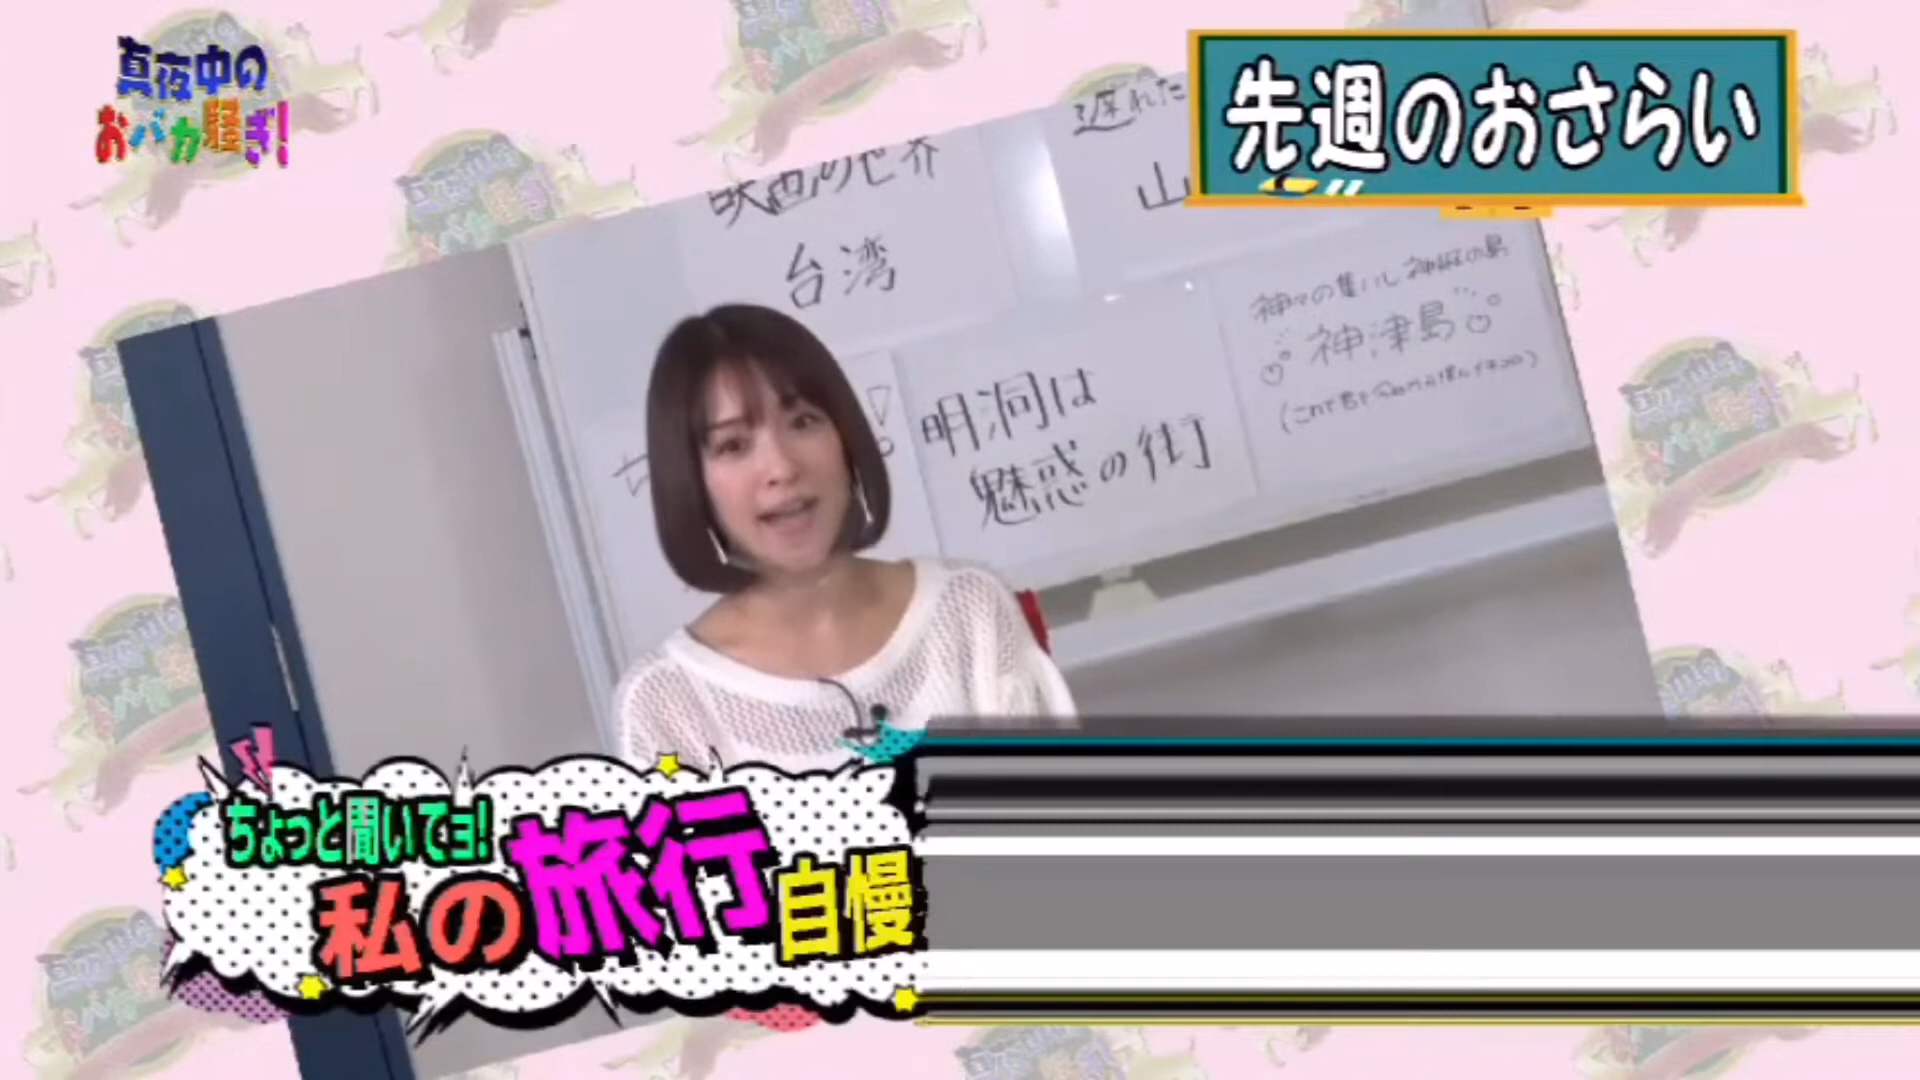 真夜中の
おバカ騒ぎ!
先週のおさらい
遅れた
山
映画の世界
台湾
神々の集いし神秘の島
神津島
明洞は
魅惑の街
ちょっと聞いてヨ!
私の旅行自慢